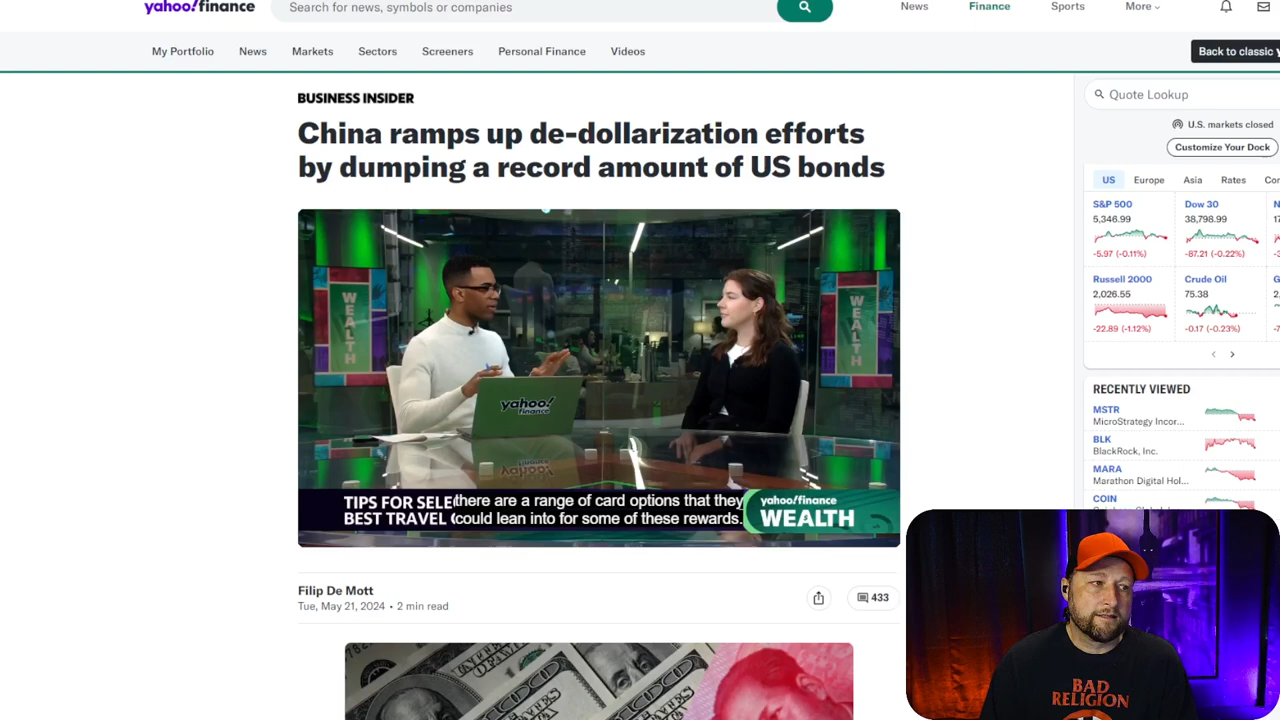 yahoo!finance
Search for news, symbols or companies
News
Finance
Sports
More
My Portfolio
News
Markets
Sectors
Screeners
Personal Finance
Videos
Back to classic
BUSINESS INSIDER
China ramps up de-dollarization efforts
by dumping a record amount of US bonds
WEALTH
WEALTH
yahoo!
finance
TIPS FOR SELE
BEST TRAVEL
there are a range of card options that they
could lean into for some of these rewards.
yahoo!finance
WEALTH
Filip De Mott
Tue, May 21, 2024 • 2 min read
433
Quote Lookup
U.S. markets closed
Customize Your Dock
US
Europe
Asia
Rates
S&P 500
5,346.99
-5.97 (-0.11%)
Dow 30
38,798.99
-87.21 (-0.22%)
Russell 2000
2,026.55
-22.89 (-1.12%)
Crude Oil
75.38
-0.17 (-0.23%)
RECENTLY VIEWED
MSTR
MicroStrategy Incor...
BLK
BlackRock, Inc.
MARA
Marathon Digital Hol...
COIN
BAD
RELIGION